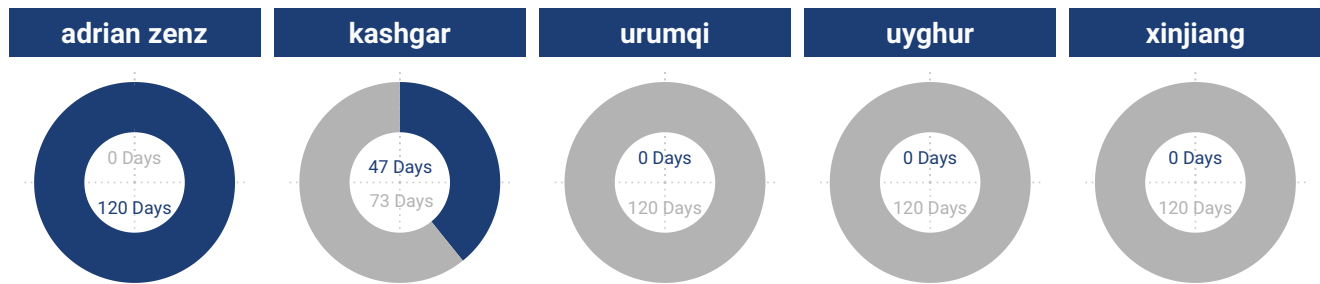 adrian zenz
0 Days
120 Days
kashgar
47 Days
73 Days
urumqi
0 Days
120 Days
uyghur
0 Days
120 Days
xinjiang
0 Days
120 Days